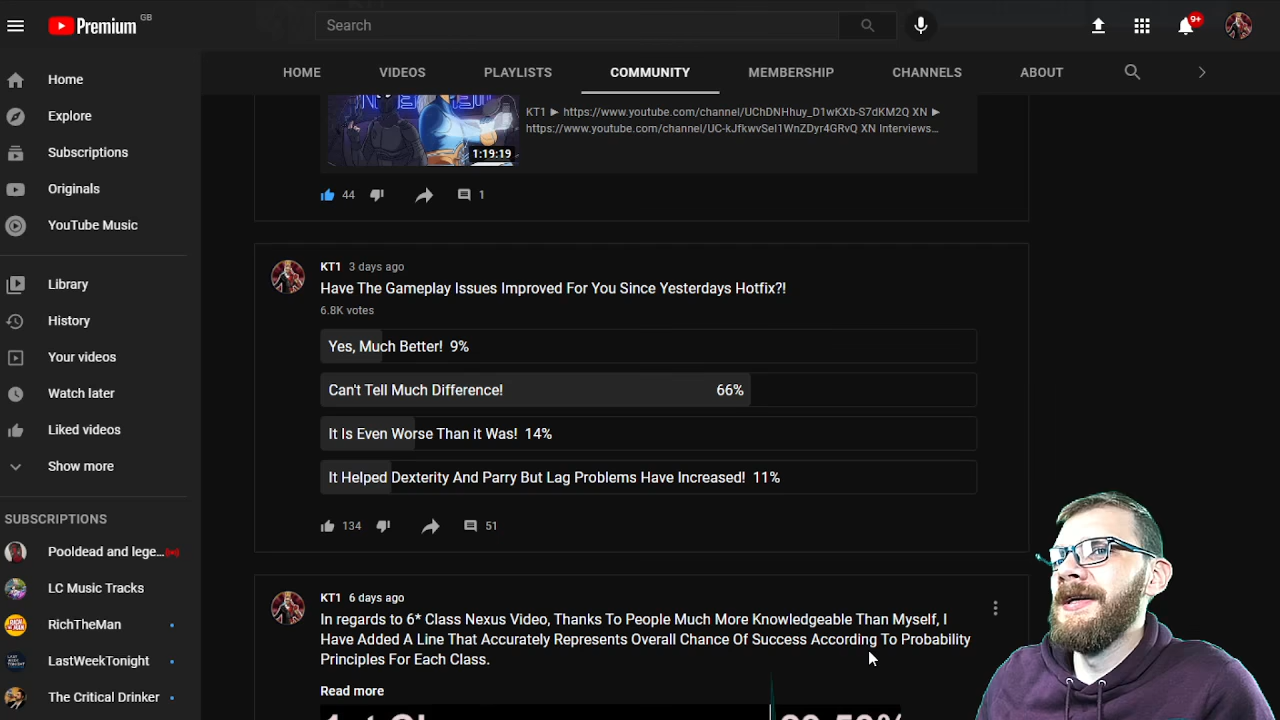 Premium GB
Search
9+
HOME VIDEOS PLAYLISTS COMMUNITY MEMBERSHIP CHANNELS ABOUT
Home
Explore
Subscriptions
Originals
YouTube Music
Library
History
Your videos
Watch later
Liked videos
Show more
SUBSCRIPTIONS
Pooldead and lege...
LC Music Tracks
RichTheMan
LastWeekTonight
The Critical Drinker
KT1 ▶ https://www.youtube.com/channel/UChDNHhuy_D1wKXb-S7dKM2Q XN ▶
https://www.youtube.com/channel/UC-kJfkwvSeI1WnZDyr4GRvQ XN Interviews...
1:19:19
44 1
KT1 3 days ago
Have The Gameplay Issues Improved For You Since Yesterdays Hotfix?!
6.8K votes
Yes, Much Better! 9%
Can't Tell Much Difference! 66%
It Is Even Worse Than it Was! 14%
It Helped Dexterity And Parry But Lag Problems Have Increased! 11%
134 51
KT1 6 days ago
In regards to 6* Class Nexus Video, Thanks To People Much More Knowledgeable Than Myself, I
Have Added A Line That Accurately Represents Overall Chance Of Success According To Probability
Principles For Each Class.
Read more